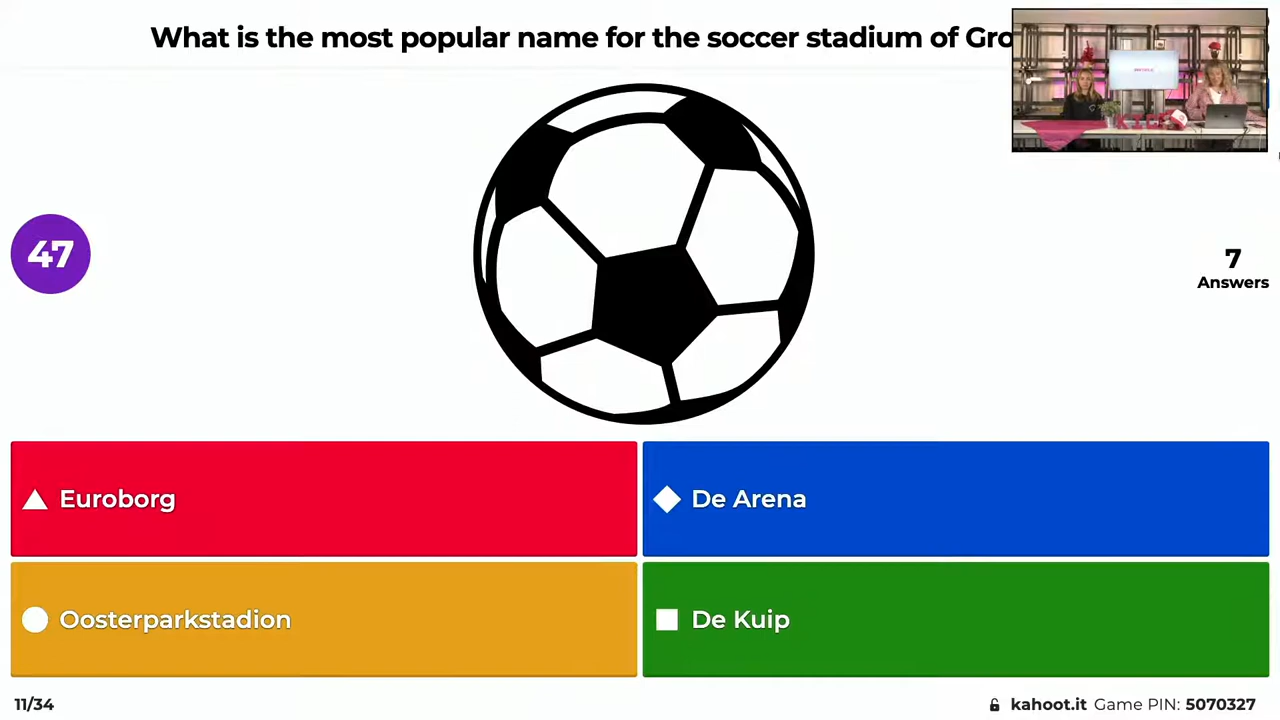 What is the most popular name for the soccer stadium of Gro
47
7
Answers
Euroborg
De Arena
Oosterparkstadion
De Kuip
11/34
kahoot.it Game PIN: 5070327